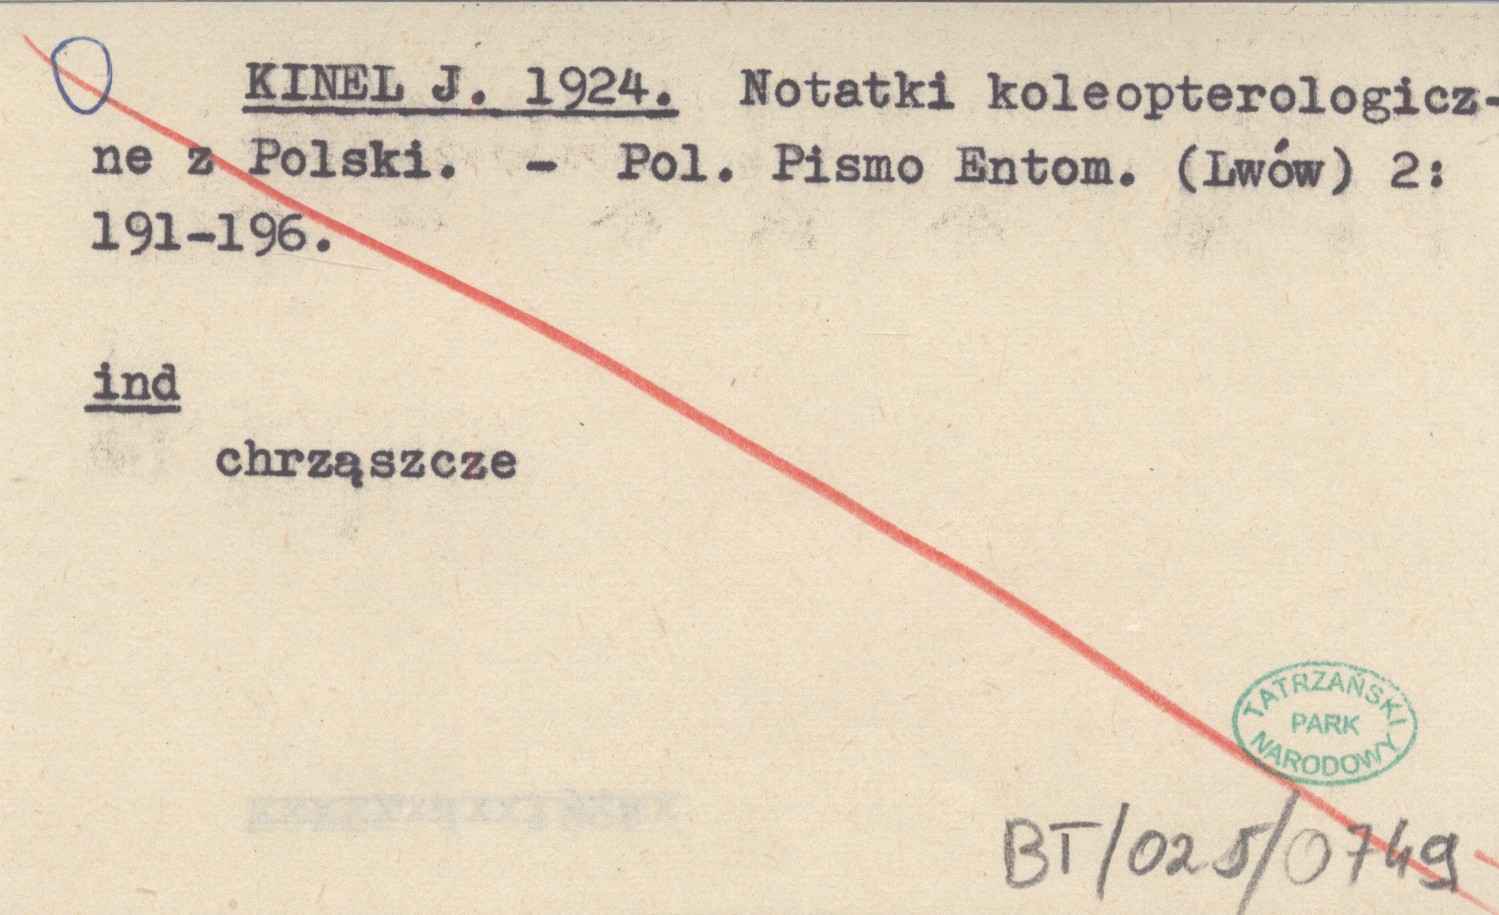 KINEL J. 1924. Notatki koleopterologicz-
ne z Polski. - Pol. Pismo Entom. (Lwów) 2:
191-196.
ind
chrząszcze
TATRZAŃSKI
PARK
NARODOWY
BT/025/0749